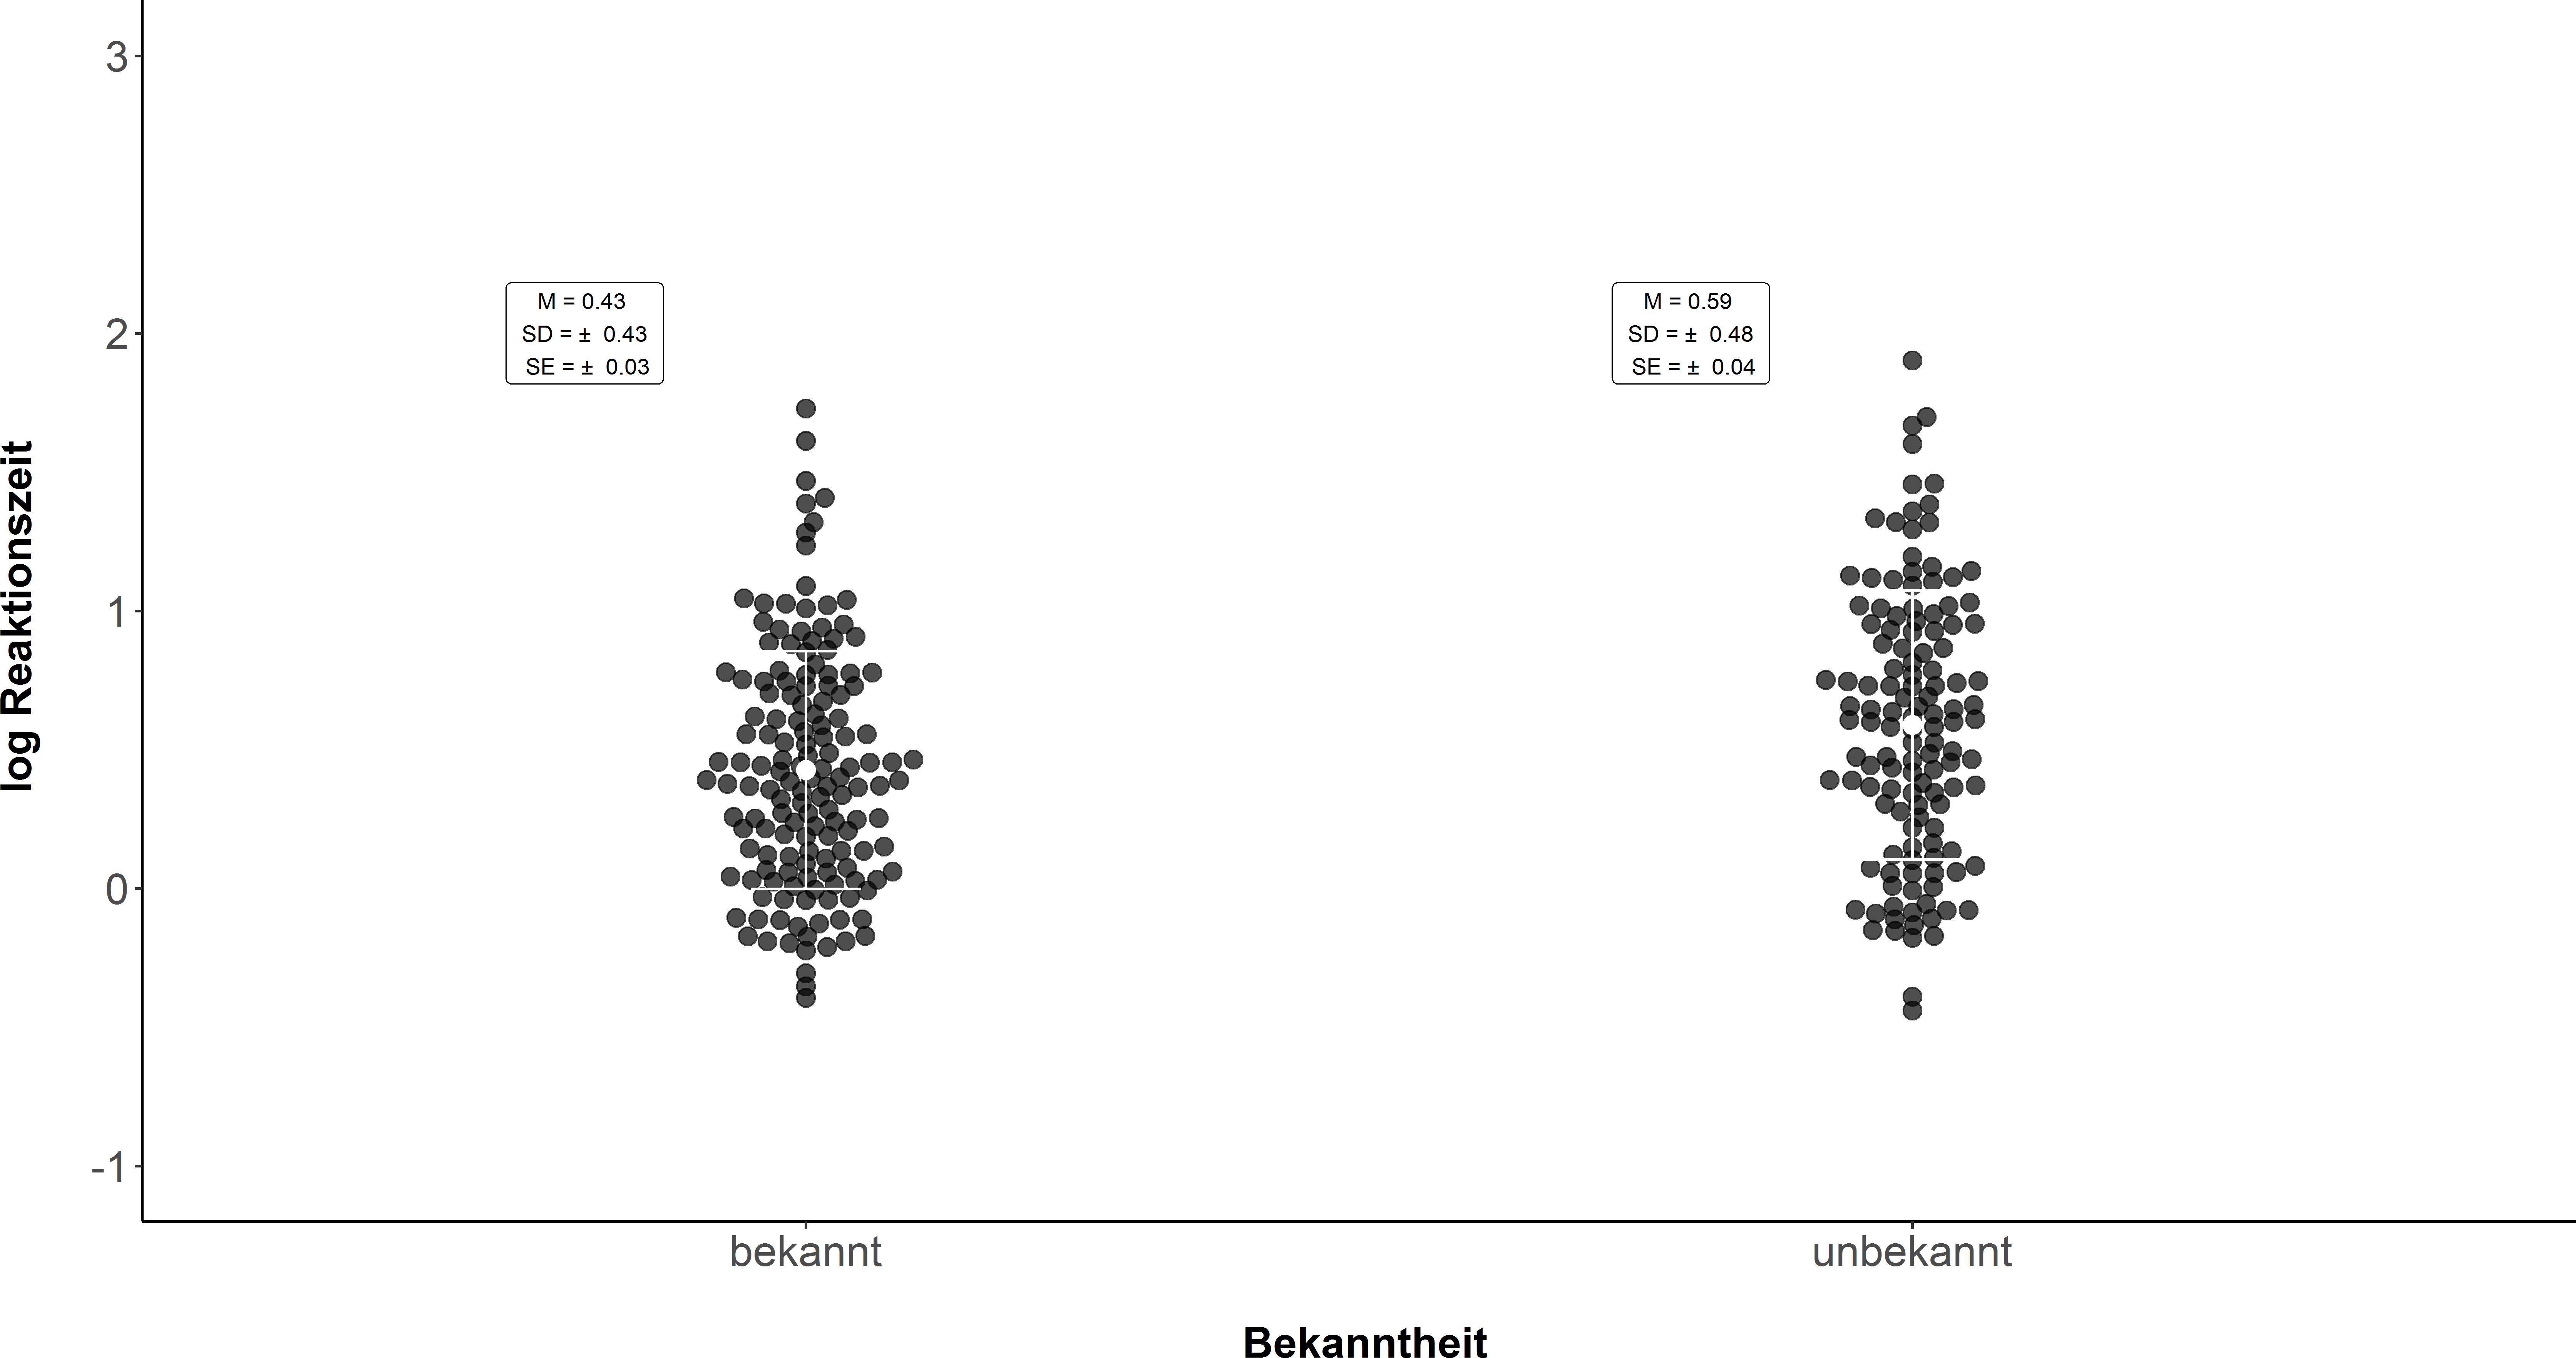 log Reaktionszeit
3
2
1
0
-1
M = 0.43
SD = ± 0.43
SE = ± 0.03
M = 0.59
SD = ± 0.48
SE = ± 0.04
bekannt
unbekannt
Bekanntheit